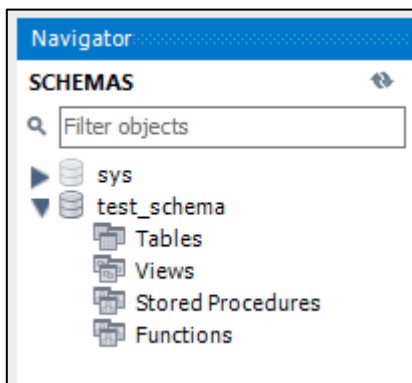 Navigator
SCHEMAS
Filter objects
sys
test_schema
Tables
Views
Stored Procedures
Functions